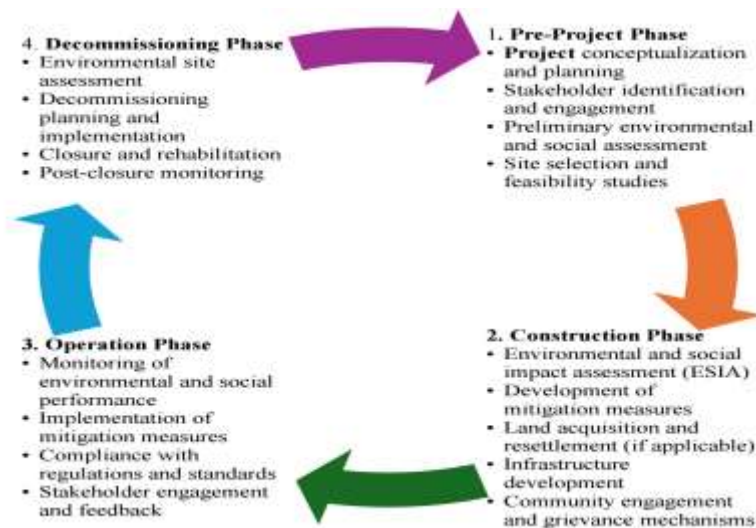 1. Pre-Project Phase
• Project conceptualization
and planning
• Stakeholder identification
and engagement
• Preliminary environmental
and social assessment
• Site selection and
feasibility studies
2. Construction Phase
• Environmental and social
impact assessment (ESIA)
• Development of
mitigation measures
• Land acquisition and
resettlement (if applicable)
• Infrastructure
development
• Community engagement
and grievance mechanisms
3. Operation Phase
• Monitoring of
environmental and social
performance
• Implementation of
mitigation measures
• Compliance with
regulations and standards
• Stakeholder engagement
and feedback
4. Decommissioning Phase
• Environmental site
assessment
• Decommissioning
planning and
implementation
• Closure and rehabilitation
• Post-closure monitoring